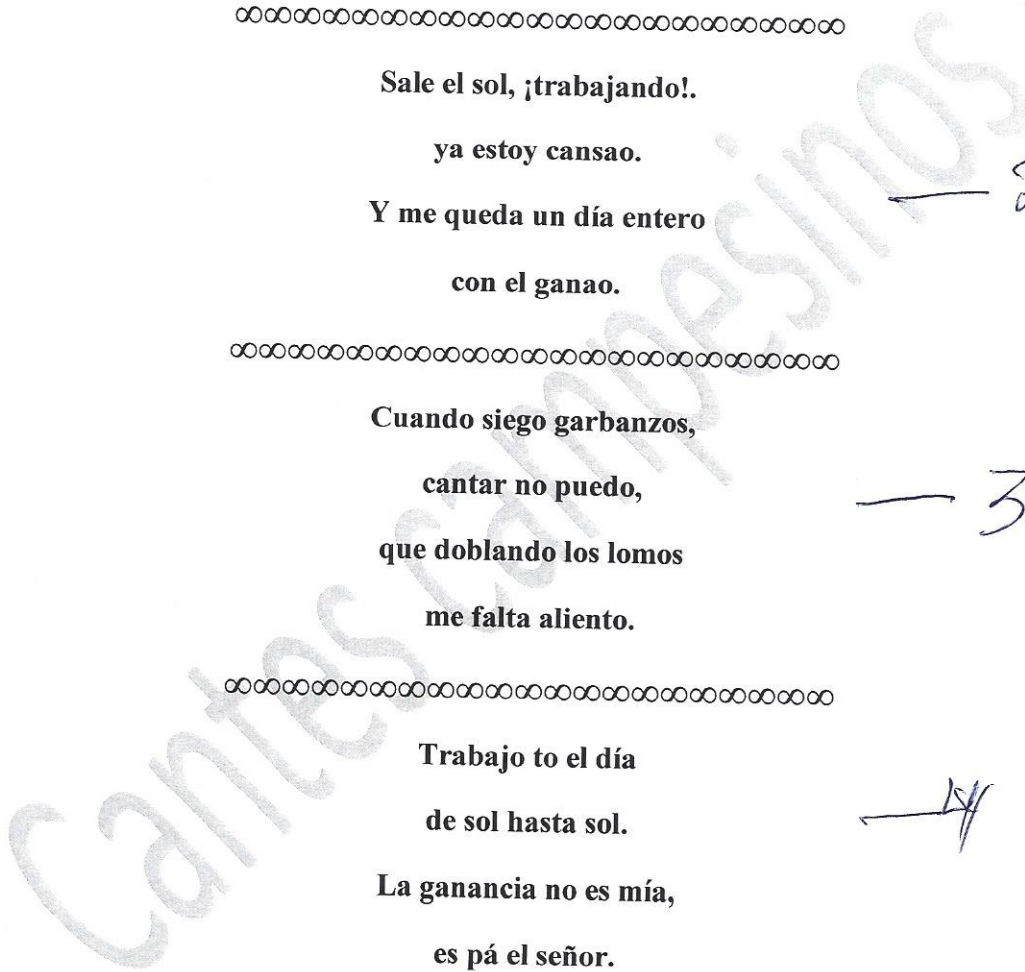 ∞∞∞∞∞∞∞∞∞∞∞∞∞∞∞∞∞∞∞∞∞
Sale el sol, ¡trabajando!.
ya estoy cansao.
Y me queda un día entero
con el ganao.
∞∞∞∞∞∞∞∞∞∞∞∞∞∞∞∞∞∞∞∞∞
Cuando siego garbanzos,
cantar no puedo,
— 3
que doblando los lomos
me falta aliento.
∞∞∞∞∞∞∞∞∞∞∞∞∞∞∞∞∞∞∞∞∞
Trabajo to el día
de sol hasta sol.
La ganancia no es mía,
es pá el señor.
Cantes Campesinos